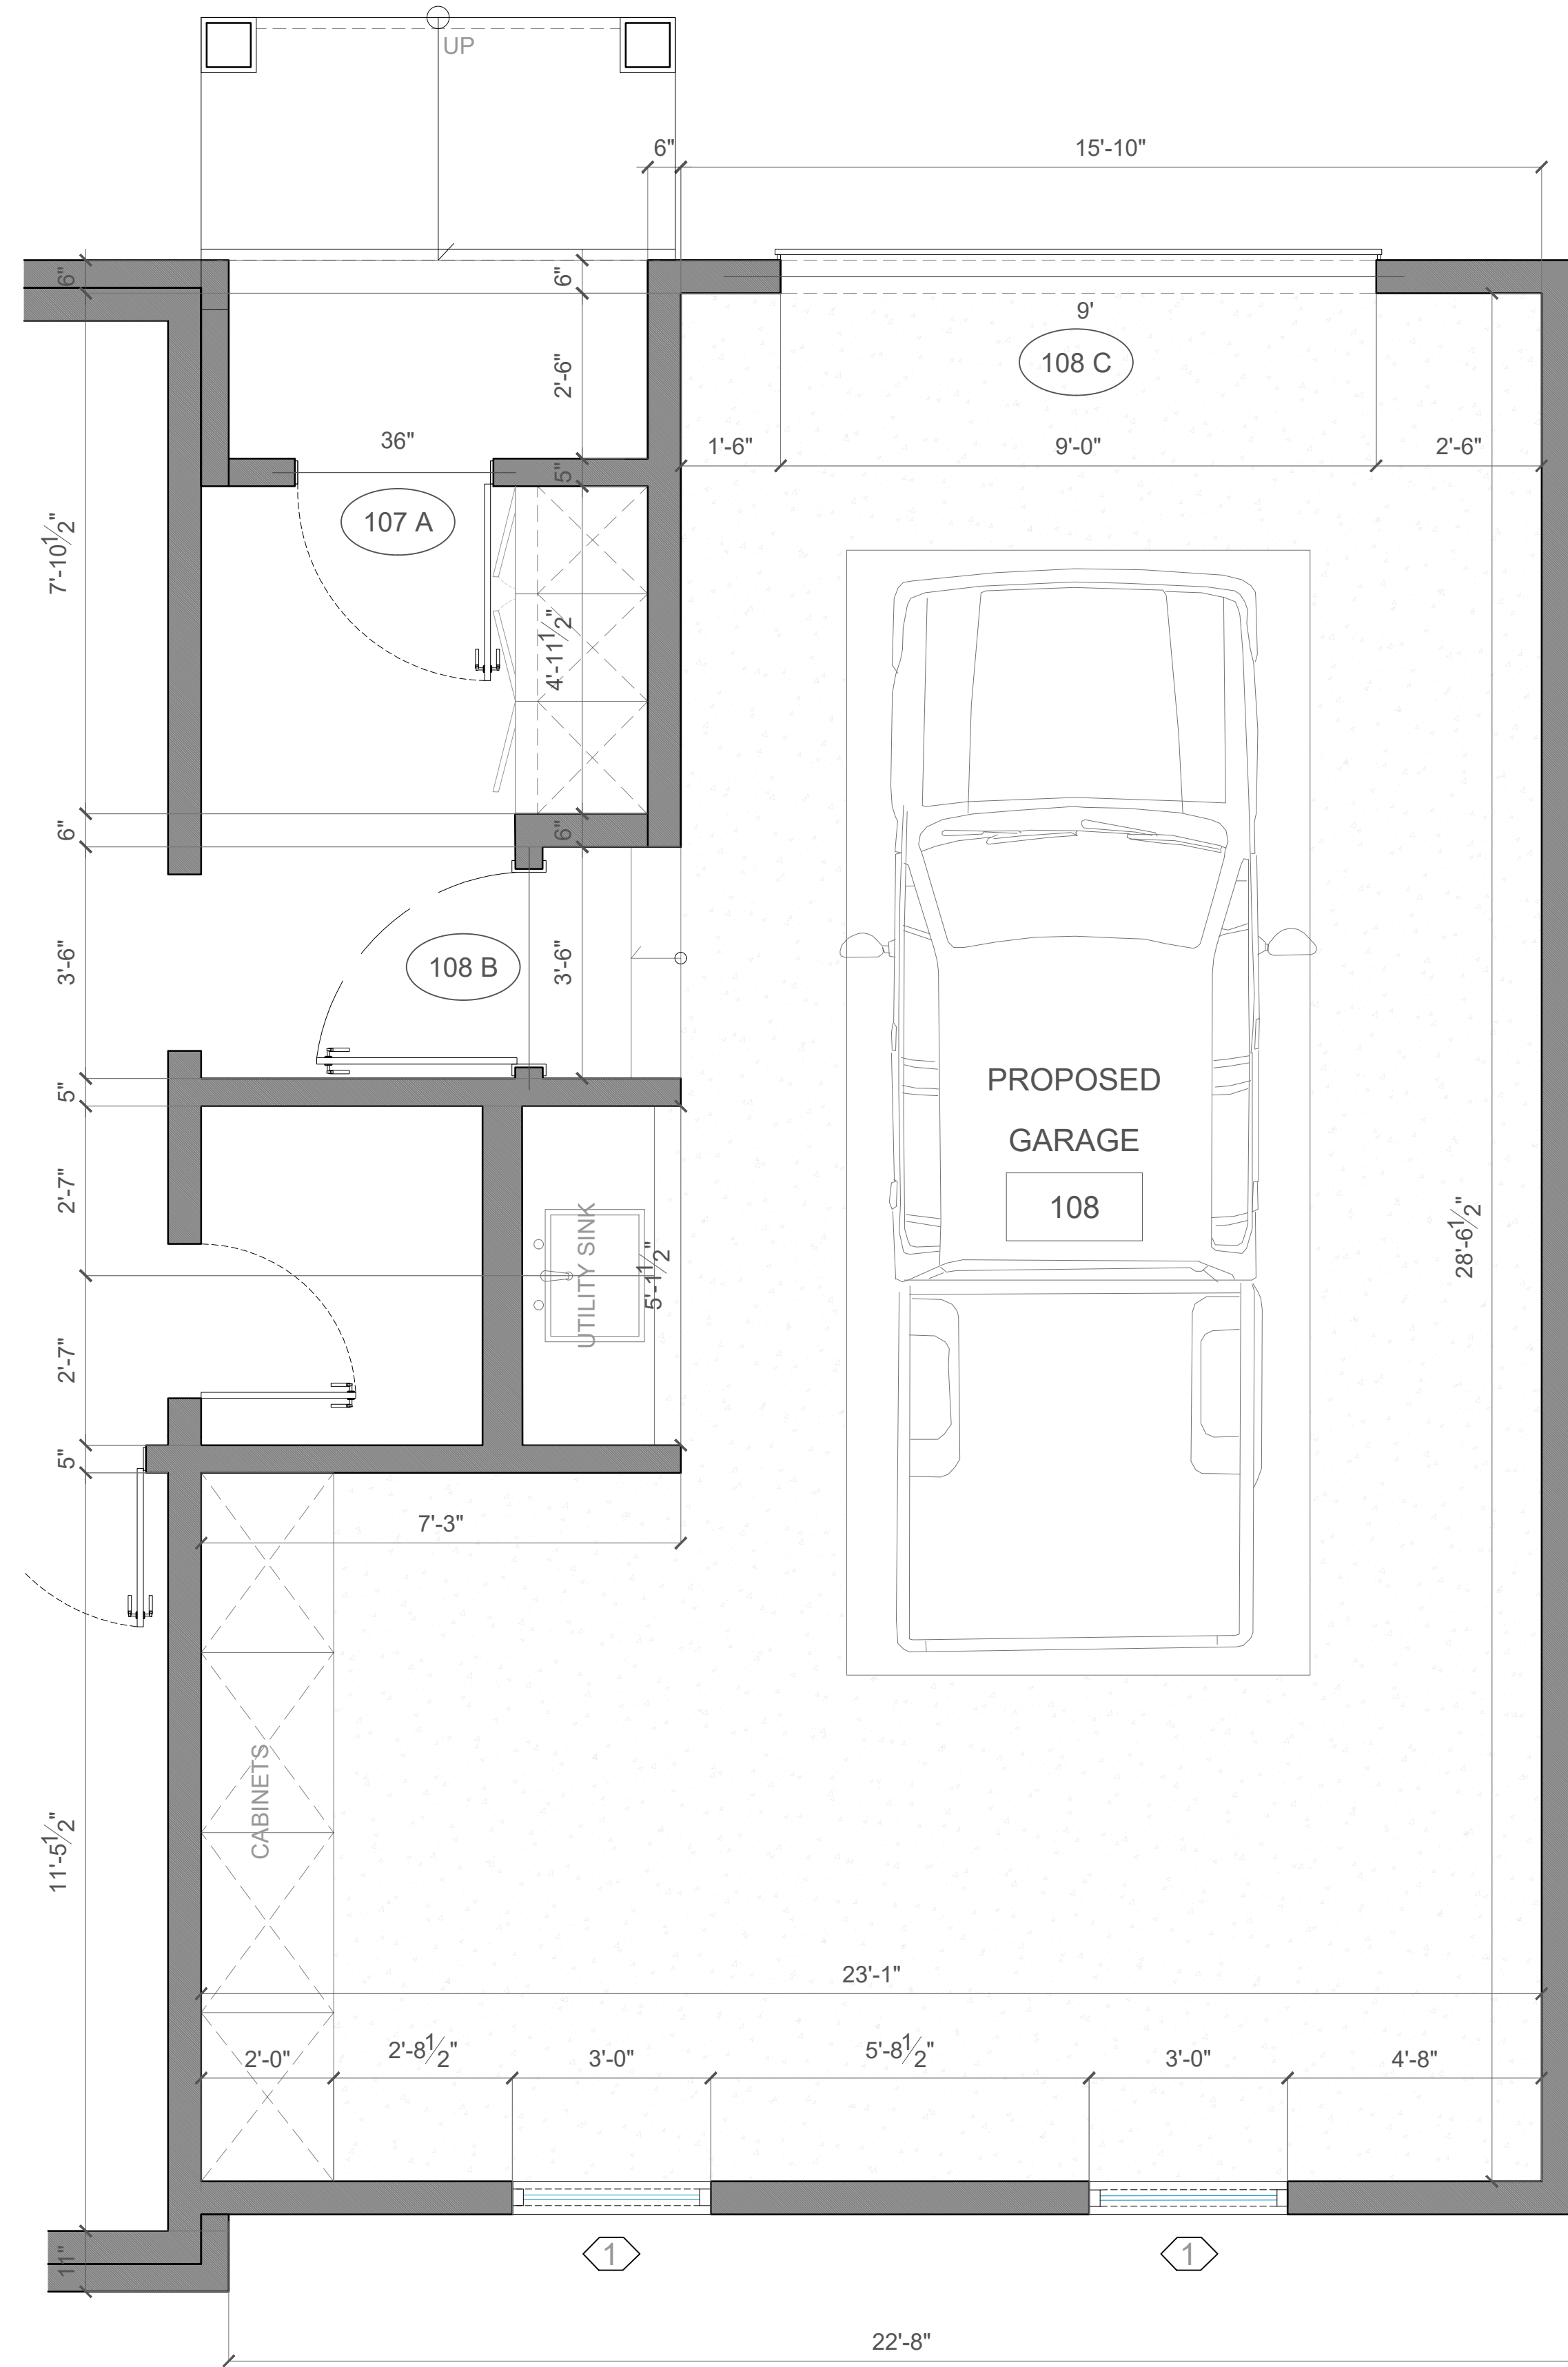 UP
6" 15'-10"
6" 6"
9'
108 C
2'-6"
36" 1'-6" 9'-0" 2'-6"
5"
107 A
7'-10½"
4'-11½"
6" 6"
3'-6" 108 B 3'-6"
PROPOSED
GARAGE
108
5"
2'-7"
UTILITY SINK
5'-1½"
28'-6½"
2'-7"
5"
7'-3"
CABINETS
11'-5½"
23'-1"
2'-0" 2'-8½" 3'-0" 5'-8½" 3'-0" 4'-8"
11"
1 1
22'-8"